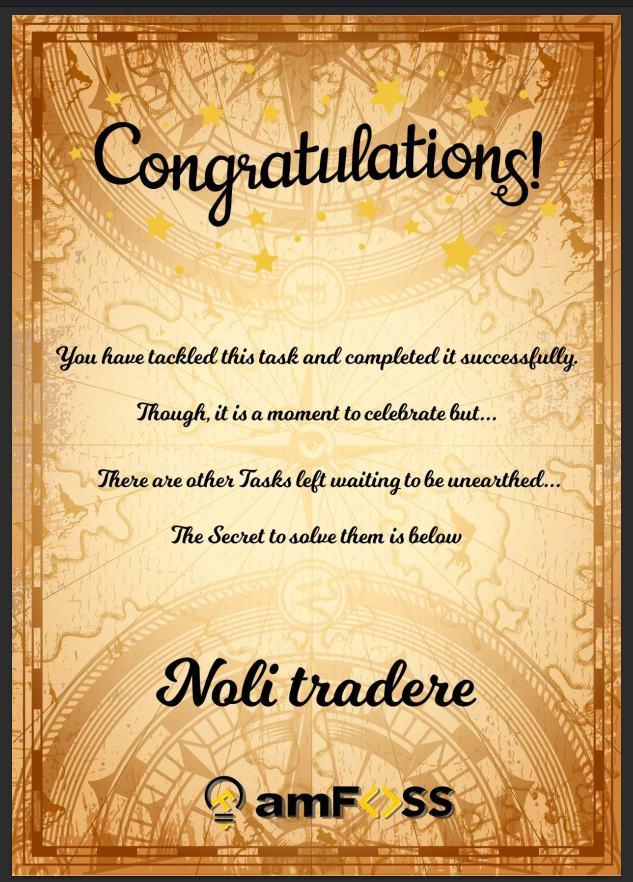 Congratulations!
You have tackled this task and completed it successfully.
Though, it is a moment to celebrate but...
There are other Tasks left waiting to be unearthed...
The Secret to solve them is below
Noli tradere
amFOSS